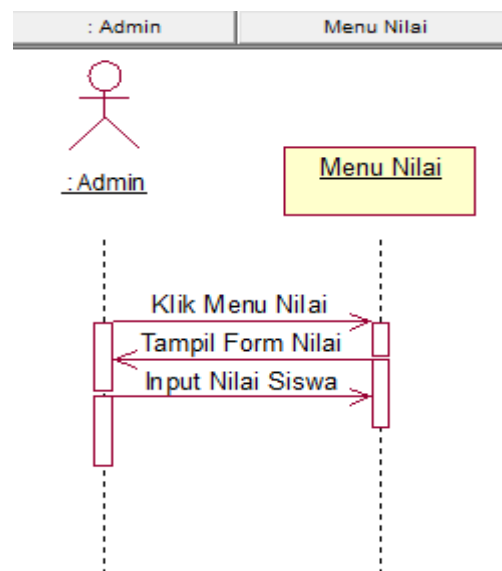 : Admin
Menu Nilai
: Admin
Menu Nilai
Klik Menu Nilai
Tampil Form Nilai
Input Nilai Siswa